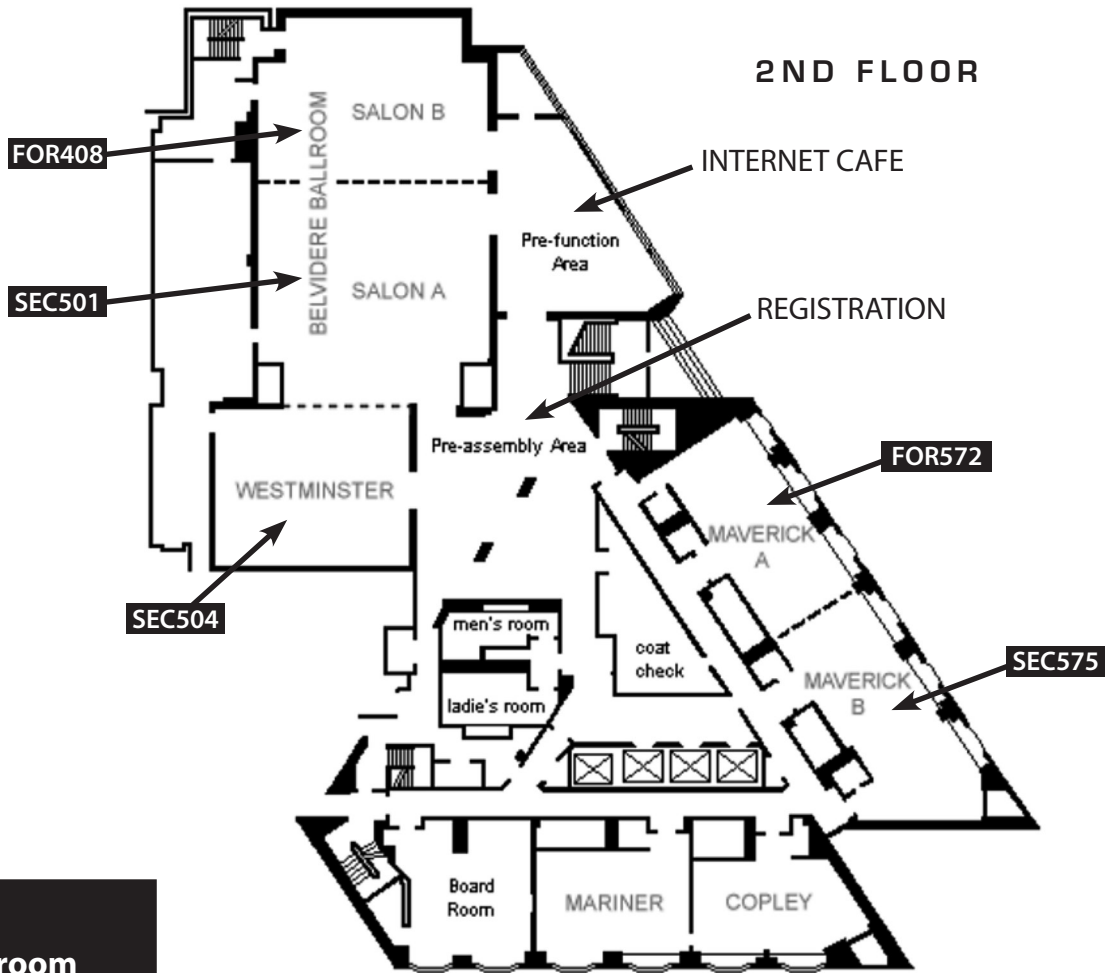 2ND FLOOR
SALON B
FOR408
BELVIDERE BALLROOM
INTERNET CAFE
Pre-function
Area
SEC501
SALON A
REGISTRATION
Pre-assembly Area
FOR572
WESTMINSTER
MAVERICK
A
SEC504
men's room
coat
check
SEC575
MAVERICK
B
ladie's room
Board
Room
MARINER
COPLEY
room